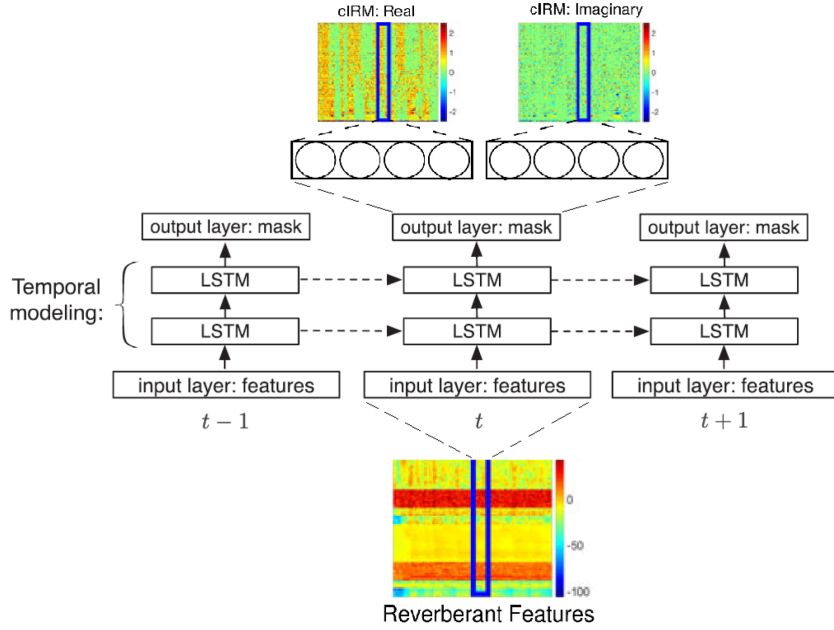 cIRM: Real
cIRM: Imaginary
2
1
0
-1
-2
2
1
0
-1
-2
output layer: mask
output layer: mask
output layer: mask
Temporal
modeling:
LSTM
LSTM
LSTM
LSTM
LSTM
LSTM
input layer: features
input layer: features
input layer: features
t − 1
t
t + 1
0
-50
-100
Reverberant Features